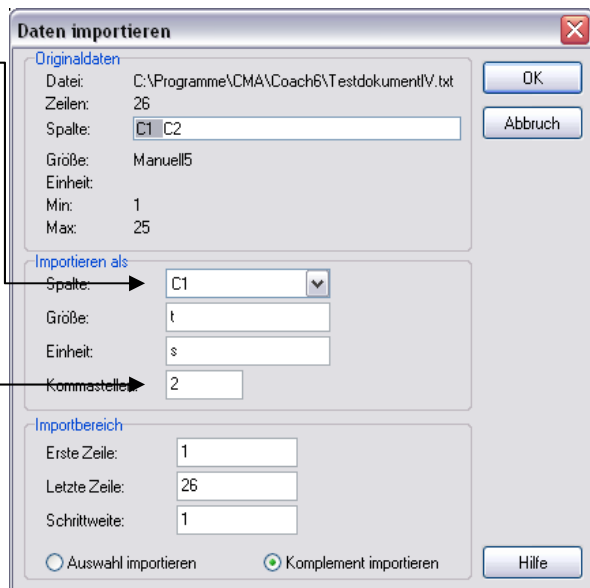 Daten importieren
Originaldaten
Datei: C:\Programme\CMA\Coach6\TestdokumentIV.txt
Zeilen: 26
Spalte: C1 C2
Größe: Manuell5
Einheit:
Min: 1
Max: 25
OK
Abbruch
Importieren als
Spalte: C1
Größe: t
Einheit: s
Kommastellen: 2
Importbereich
Erste Zeile: 1
Letzte Zeile: 26
Schrittweite: 1
Auswahl importieren Komplement importieren
Hilfe